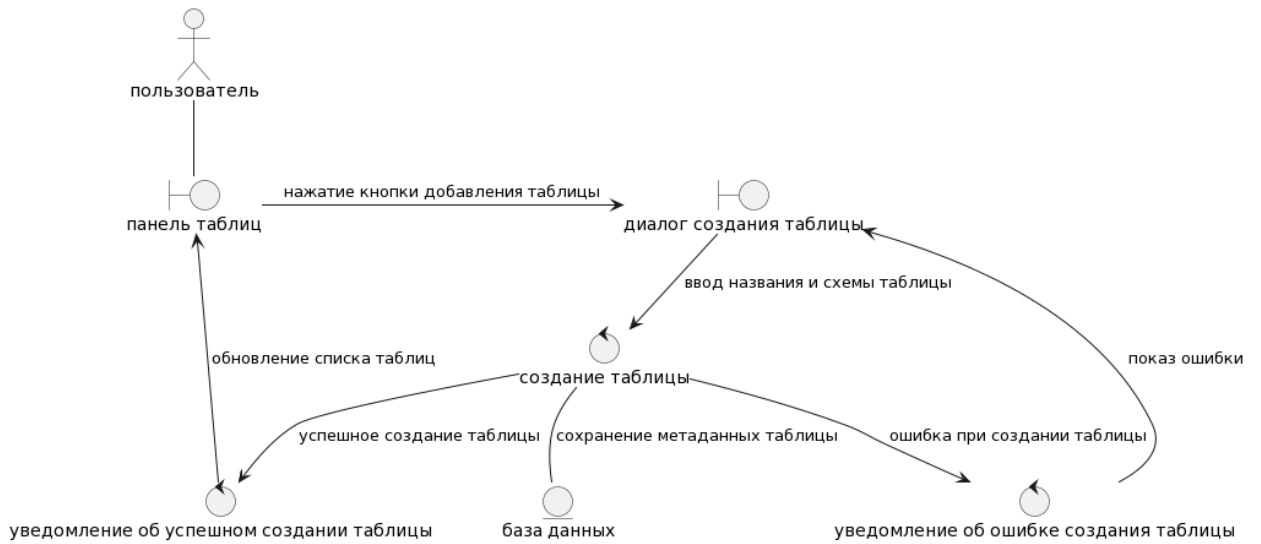 пользователь
нажатие кнопки добавления таблицы
панель таблиц
диалог создания таблицы
ввод названия и схемы таблицы
обновление списка таблиц
показ ошибки
создание таблицы
успешное создание таблицы
сохранение метаданных таблицы
ошибка при создании таблицы
уведомление об успешном создании таблицы
база данных
уведомление об ошибке создания таблицы